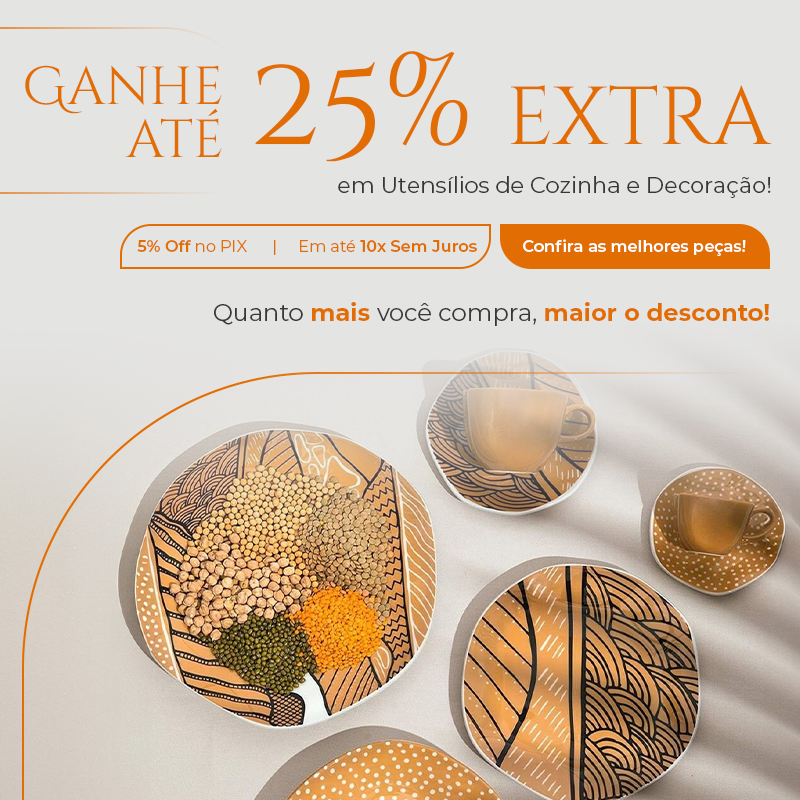 GANHE
ATÉ
25% EXTRA
em Utensílios de Cozinha e Decoração!
5% Off no PIX | Em até 10x Sem Juros
Confira as melhores peças!
Quanto mais você compra, maior o desconto!